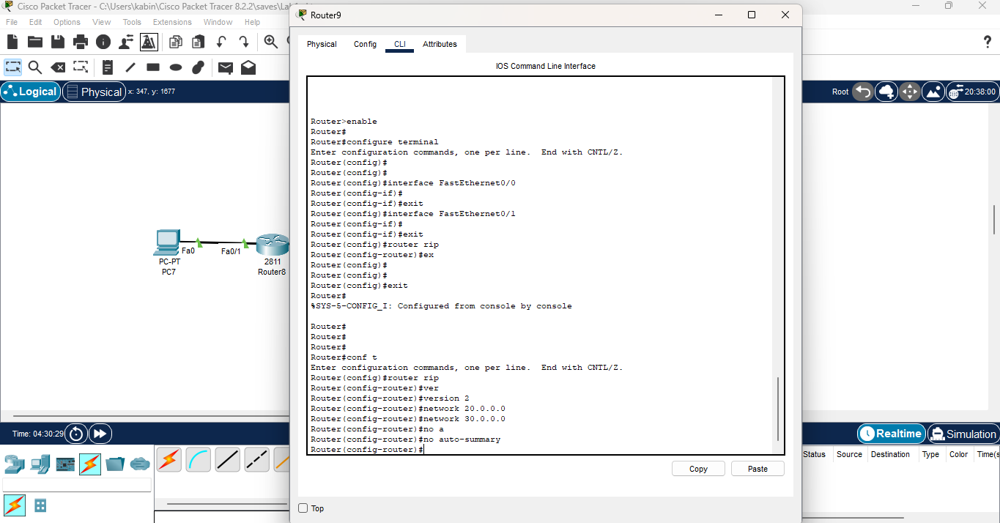 Cisco Packet Tracer - C:\Users\kabin\Cisco Packet Tracer 8.2.2\saves\La
File Edit Options View Tools Extensions Window Help
Logical Physical x: 347, y: 1677
Root 20:38:00
Router9
Physical Config CLI Attributes
IOS Command Line Interface
Router>enable
Router#
Router#configure terminal
Enter configuration commands, one per line. End with CNTL/Z.
Router(config)#
Router(config)#
Router(config)#interface FastEthernet0/0
Router(config-if)#
Router(config-if)#exit
Router(config)#interface FastEthernet0/1
Router(config-if)#
Router(config-if)#exit
Router(config)#router rip
Router(config-router)#ex
Router(config)#
Router(config)#
Router(config)#exit
Router#
%SYS-5-CONFIG_I: Configured from console by console
Router#
Router#
Router#
Router#conf t
Enter configuration commands, one per line. End with CNTL/Z.
Router(config)#router rip
Router(config-router)#ver
Router(config-router)#version 2
Router(config-router)#network 20.0.0.0
Router(config-router)#network 30.0.0.0
Router(config-router)#no a
Router(config-router)#no auto-summary
Router(config-router)#
Copy Paste
Top
Fa0 Fa0/1
PC-PT 2811
PC7 Router8
Time: 04:30:29
Realtime Simulation
Status Source Destination Type Color Time(s